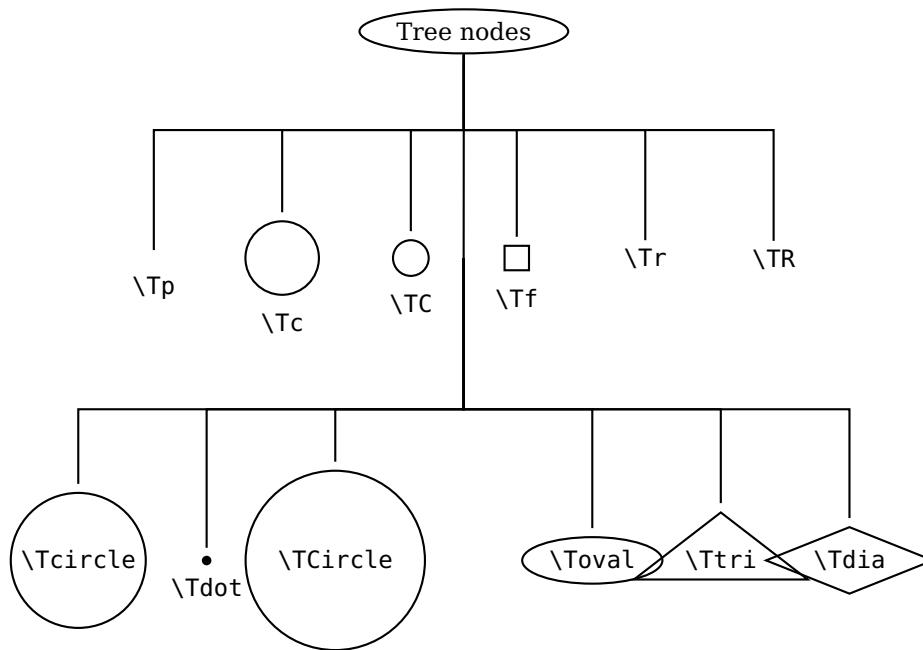 Tree nodes
\Tp
\Tc
\TC
\Tf
\Tr
\TR
\Tcircle
\Tdot
\TCircle
\Toval
\Ttri
\Tdia